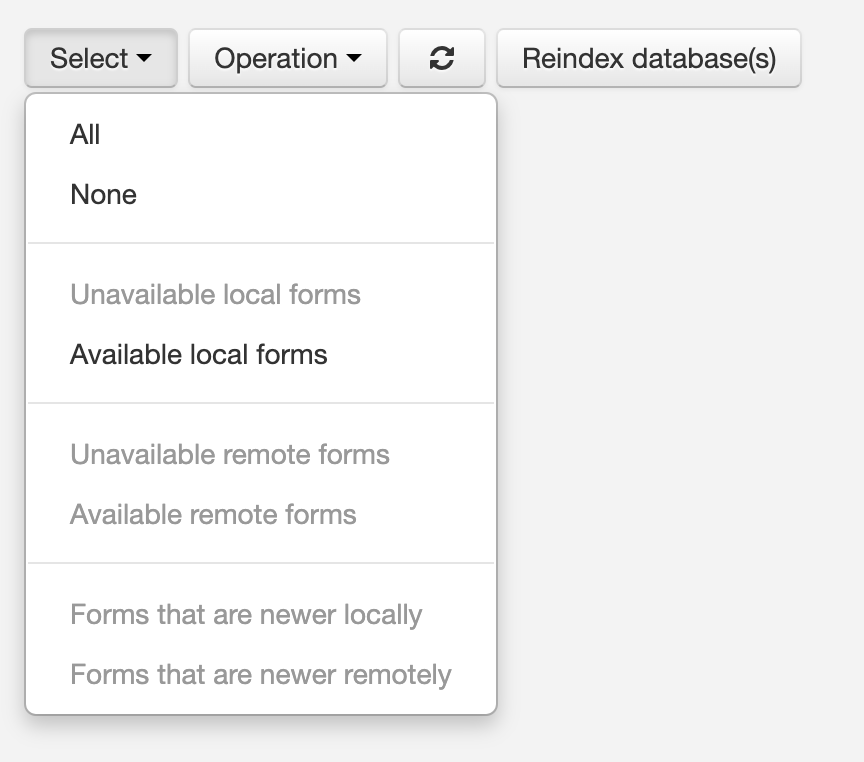 Select Operation Reindex database(s)
All
None
Unavailable local forms
Available local forms
Unavailable remote forms
Available remote forms
Forms that are newer locally
Forms that are newer remotely